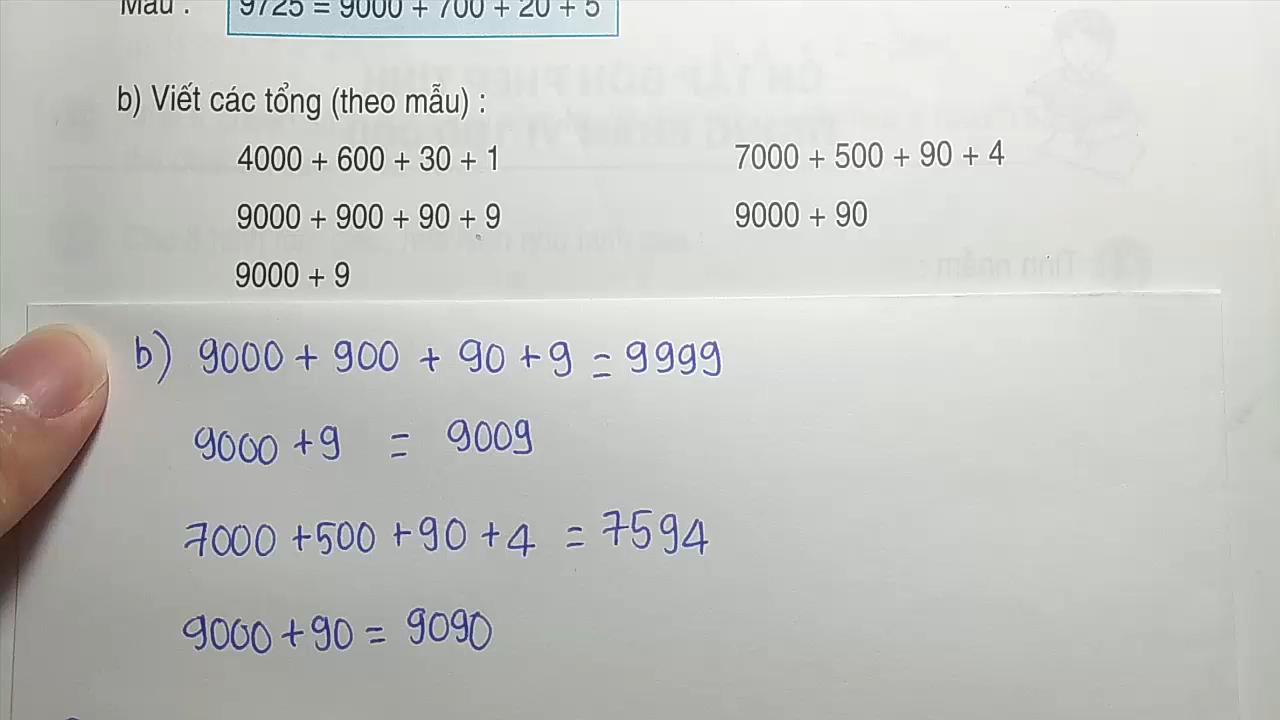 Mẫu : 9725 = 9000 + 700 + 20 + 5
b) Viết các tổng (theo mẫu) :
4000 + 600 + 30 + 1 7000 + 500 + 90 + 4
9000 + 900 + 90 + 9 9000 + 90
9000 + 9
b) 9000 + 900 + 90 + 9 = 9999
9000 + 9 = 9009
7000 + 500 + 90 + 4 = 7594
9000 + 90 = 9090